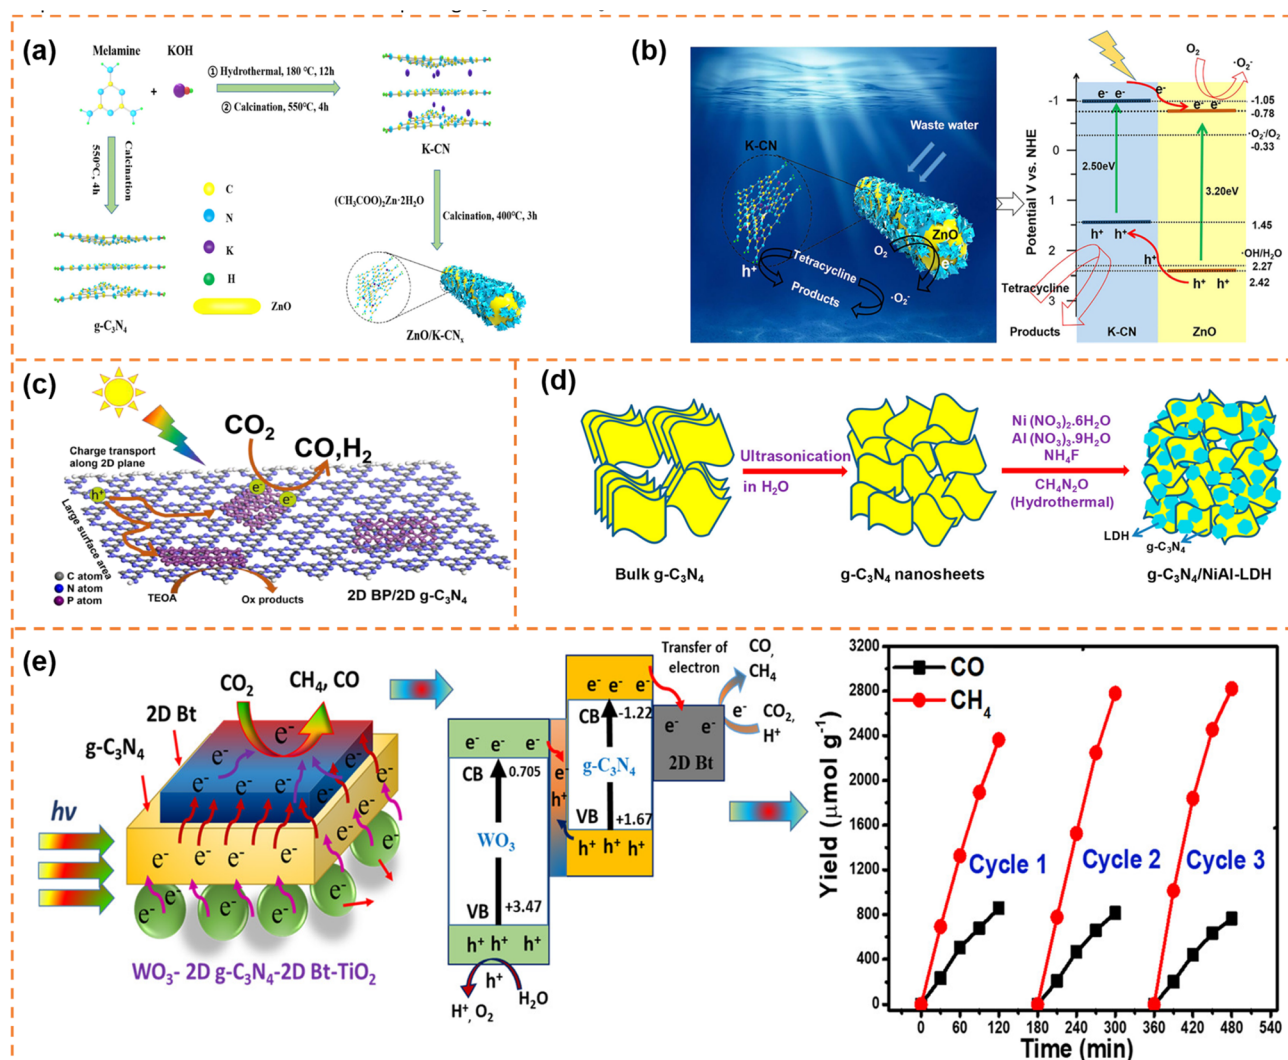 (a)
Melamine
KOH
+
① Hydrothermal, 180 °C, 12h
② Calcination, 550°C, 4h
K-CN
Calcination
550°C, 4h
C
N
K
H
ZnO
(CH₃COO)₂Zn·2H₂O
Calcination, 400°C, 3h
g-C₃N₄
ZnO/K-CNₓ
(b)
Waste water
K-CN
ZnO
O₂
e⁻
h⁺
Tetracycline
Products
·O₂⁻
Potential V vs. NHE
-1
0
1
2
3
O₂
·O₂⁻
e⁻
e⁻ e⁻
e⁻ e⁻
-1.05
-0.78
·O₂⁻/O₂
-0.33
2.50eV
3.20eV
1.45
h⁺ h⁺
h⁺
·OH/H₂O
2.27
2.42
h⁺ h⁺
Tetracycline
Products
K-CN
ZnO
(c)
CO₂
CO,H₂
Charge transport
along 2D plane
h⁺
e⁻
e⁻
Large surface area
C atom
N atom
P atom
TEOA
Ox products
2D BP/2D g-C₃N₄
(d)
Ultrasonication
in H₂O
Ni (NO₃)₂.6H₂O
Al (NO₃)₃.9H₂O
NH₄F
CH₄N₂O
(Hydrothermal)
LDH
g-C₃N₄
Bulk g-C₃N₄
g-C₃N₄ nanosheets
g-C₃N₄/NiAl-LDH
(e)
CO₂
CH₄, CO
2D Bt
g-C₃N₄
hν
e⁻
e⁻ e⁻ e⁻ e⁻
e⁻ e⁻ e⁻ e⁻ e⁻
e⁻ e⁻ e⁻ e⁻ e⁻
WO₃- 2D g-C₃N₄-2D Bt-TiO₂
Transfer of
electron
CO,
CH₄
e⁻
CO₂,
H⁺
e⁻ e⁻ e⁻
CB
-1.22
g-C₃N₄
VB
+1.67
h⁺ h⁺ h⁺
e⁻ e⁻
2D Bt
e⁻ e⁻ e⁻
CB
0.705
WO₃
VB
+3.47
h⁺ h⁺ h⁺
e⁻
h⁺
h⁺
H⁺, O₂
H₂O
Yield (μmol g⁻¹)
3200
2800
2400
2000
1600
1200
800
400
0
CO
CH₄
Cycle 1
Cycle 2
Cycle 3
0 60 120 180 240 300 360 420 480 540
Time (min)